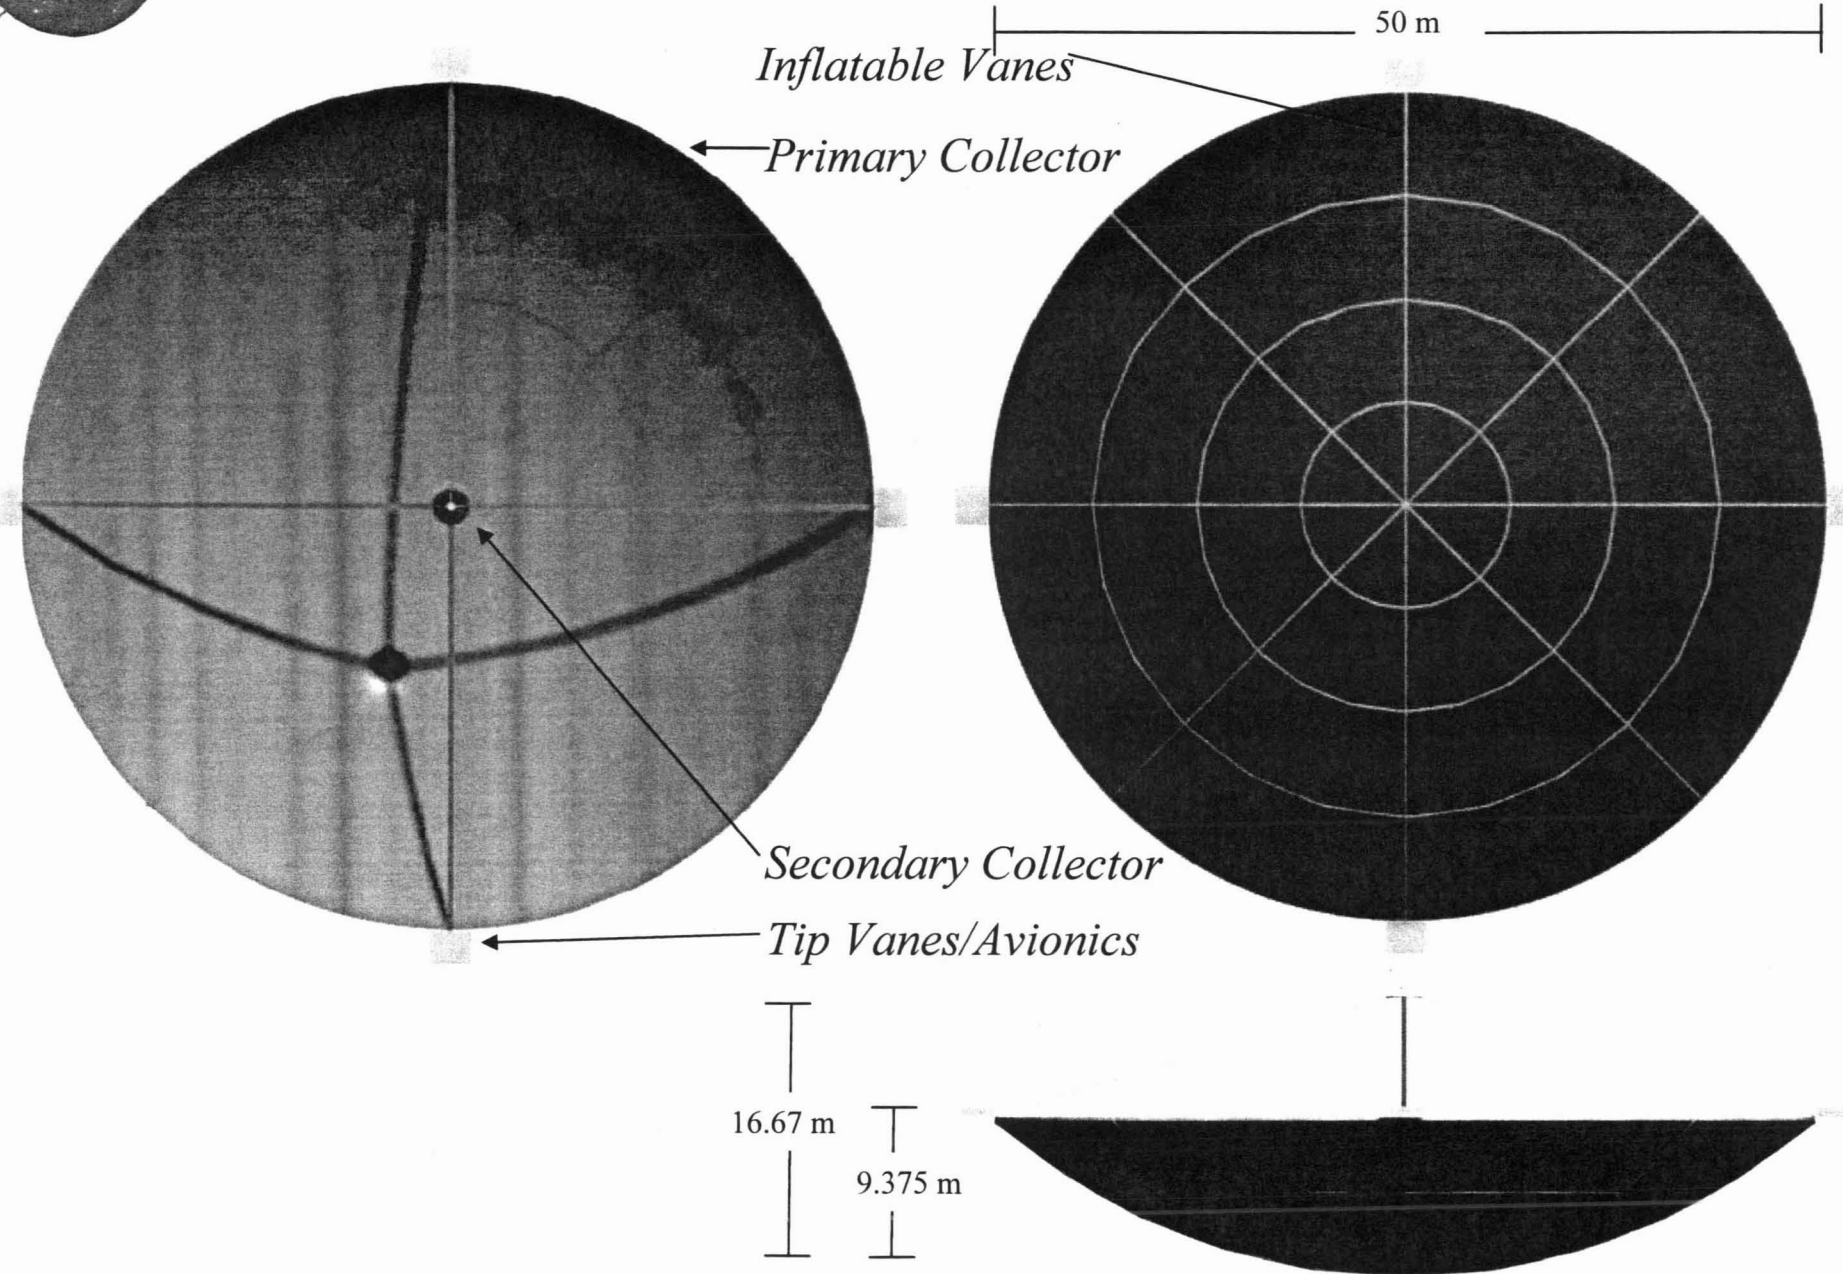 50 m
Inflatable Vanes
Primary Collector
Secondary Collector
Tip Vanes/Avionics
16.67 m
9.375 m